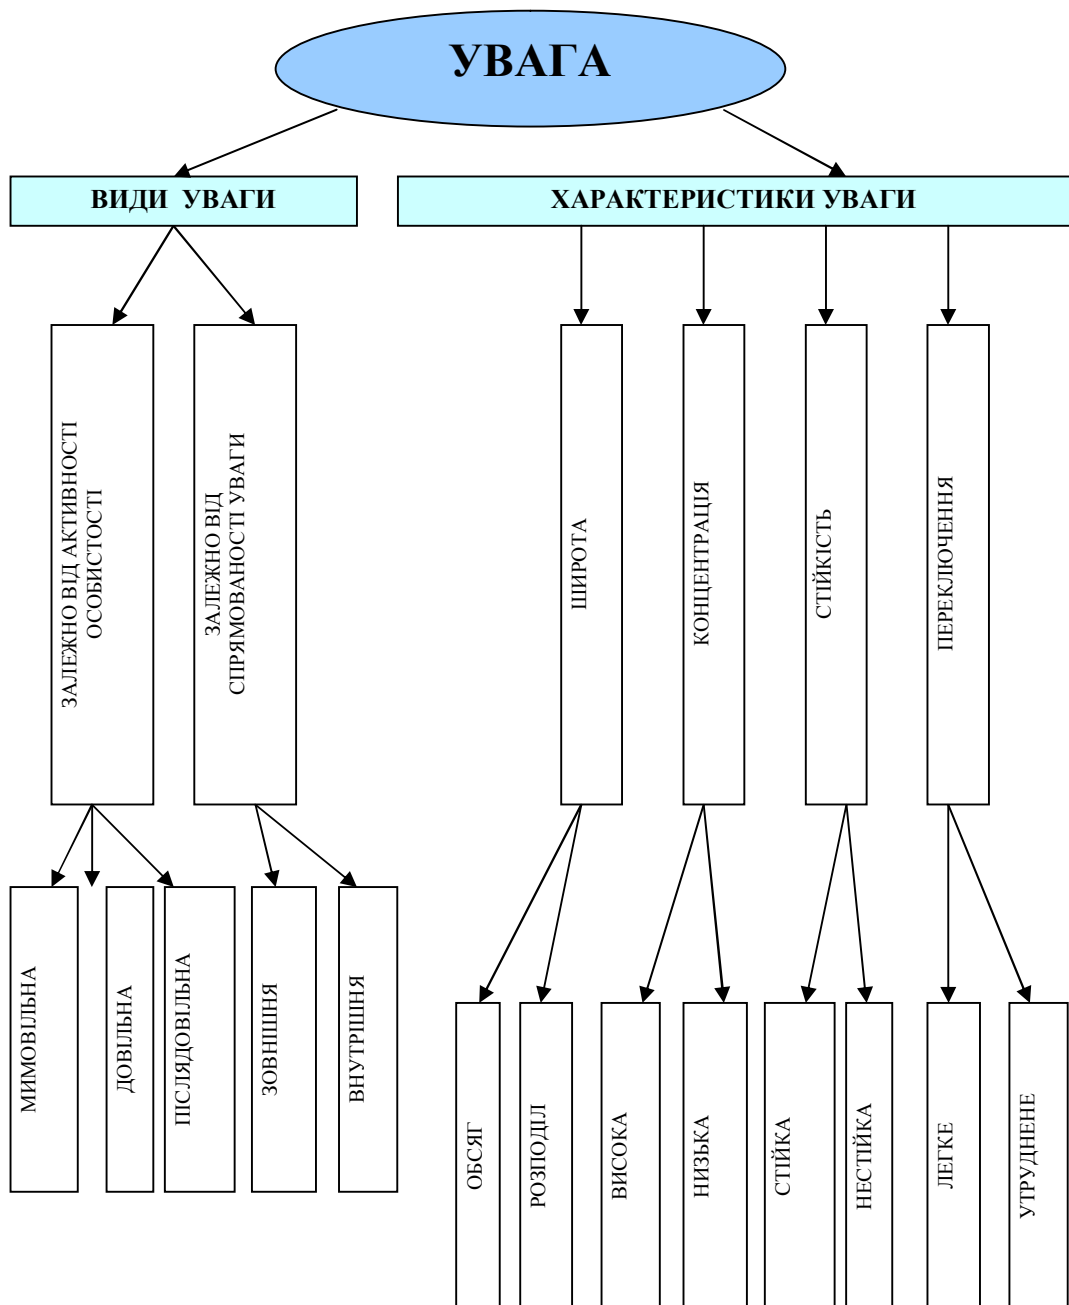 УВАГА
ВИДИ УВАГИ
ХАРАКТЕРИСТИКИ УВАГИ
ЗАЛЕЖНО ВІД АКТИВНОСТІ
ОСОБИСТОСТІ
ЗАЛЕЖНО ВІД
СПРЯМОВАНОСТІ УВАГИ
ШИРОТА
КОНЦЕНТРАЦІЯ
СТІЙКІСТЬ
ПЕРЕКЛЮЧЕННЯ
МИМОВІЛЬНА
ДОВІЛЬНА
ПІСЛЯДОВІЛЬНА
ЗОВНІШНЯ
ВНУТРІШНЯ
ОБСЯГ
РОЗПОДІЛ
ВИСОКА
НИЗЬКА
СТІЙКА
НЕСТІЙКА
ЛЕГКЕ
УТРУДНЕНЕ